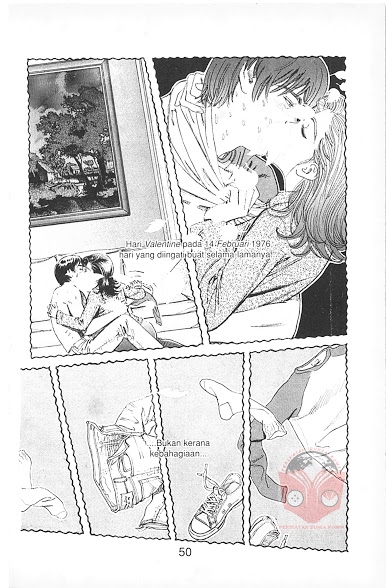 Hari Valentine pada 14 Februari 1976,
hari yang diingati buat selama lamanya!
...Bukan kerana
kebahagiaan...
50